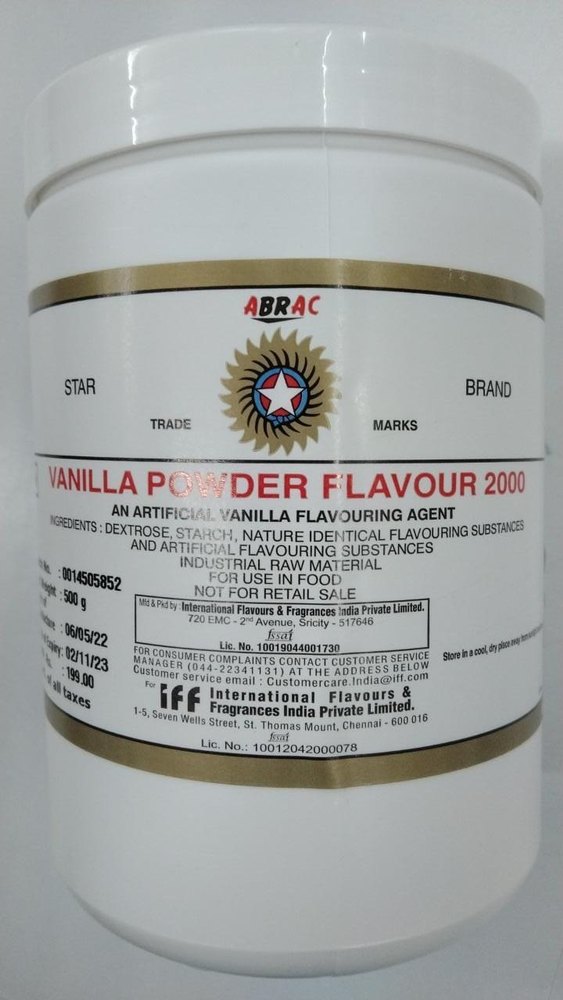 ABRAC
STAR
BRAND
TRADE
MARKS
VANILLA POWDER FLAVOUR 2000
AN ARTIFICIAL VANILLA FLAVOURING AGENT
INGREDIENTS : DEXTROSE, STARCH, NATURE IDENTICAL FLAVOURING SUBSTANCES
AND ARTIFICIAL FLAVOURING SUBSTANCES
INDUSTRIAL RAW MATERIAL
FOR USE IN FOOD
NOT FOR RETAIL SALE
: 0014505852
: 500 g
: 06/05/22
Expiry: 02/11/23
: 199.00
of all taxes
Mfd & Pkd by : International Flavours & Fragrances India Private Limited.
720 EMC - 2nd Avenue, Sricity - 517646
fssai
Lic. No. 10019044001730
Store in a cool, dry place away
FOR CONSUMER COMPLAINTS CONTACT CUSTOMER SERVICE
MANAGER (044-22341131) AT THE ADDRESS BELOW
Customer service email : Customercare.India@iff.com
For iff International Flavours &
Fragrances India Private Limited.
1-5, Seven Wells Street, St. Thomas Mount, Chennai - 600 016
fssai
Lic. No.: 10012042000078